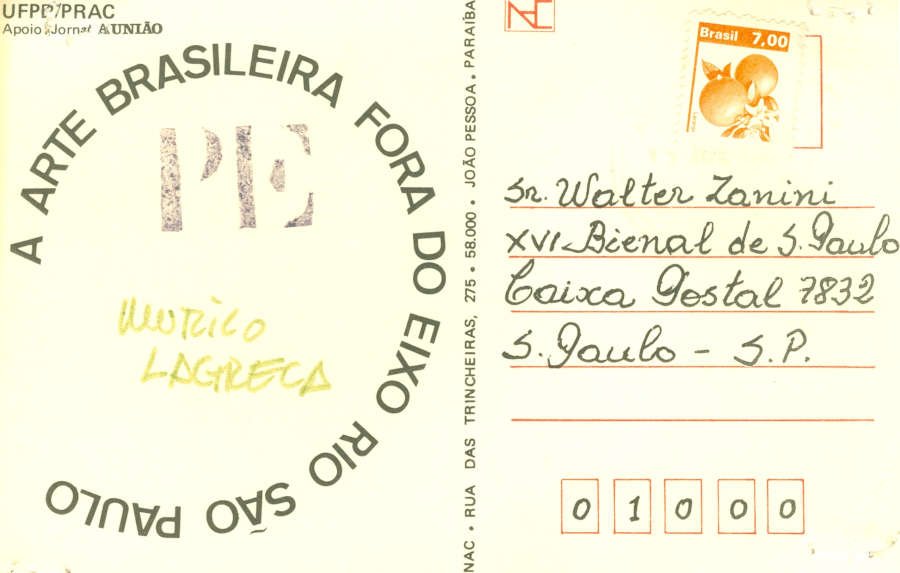 UFPP/PRAC
Apoio Jornal A UNIÃO
A ARTE BRASILEIRA FORA DO EIXO RIO SÃO PAULO
PE
MURILO
LAGRECA
NAC • RUA DAS TRINCHEIRAS, 275 • 58.000 • JOÃO PESSOA • PARAÍBA
Brasil 7,00
Sr. Walter Zanini
XVI Bienal de S. Paulo
Caixa Postal 7832
S. Paulo - S.P.
0 1 0 0 0